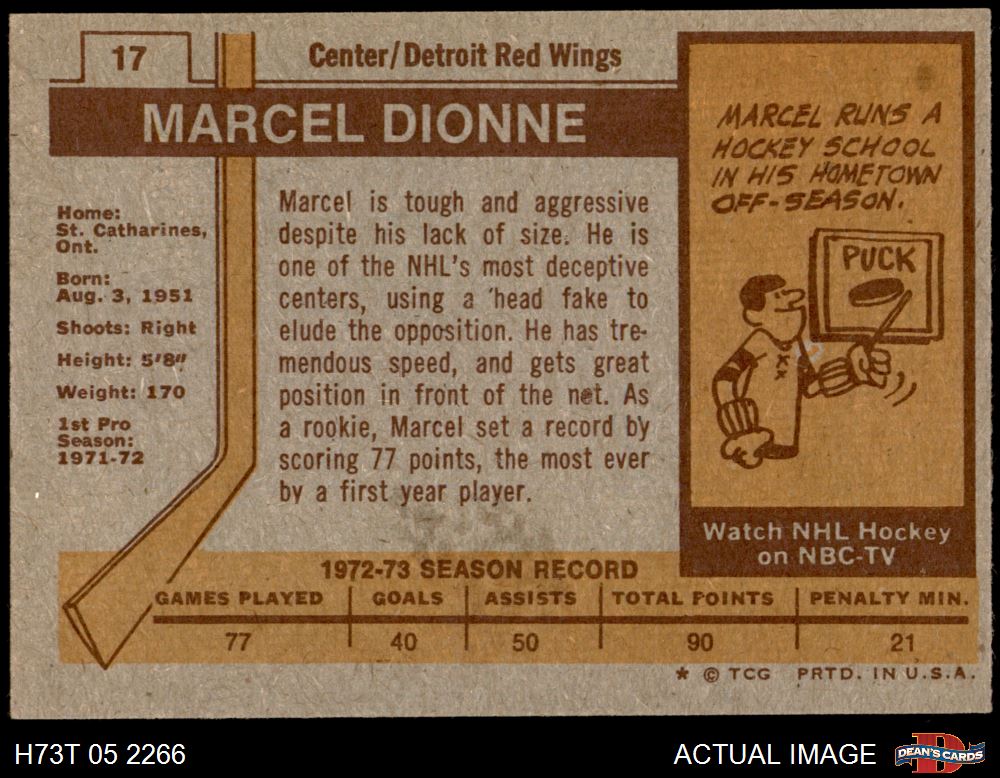 17
Center/Detroit Red Wings
MARCEL DIONNE
Home:
St. Catharines,
Ont.
Born:
Aug. 3, 1951
Shoots: Right
Height: 5'8"
Weight: 170
1st Pro
Season:
1971-72
Marcel is tough and aggressive
despite his lack of size. He is
one of the NHL's most deceptive
centers, using a head fake to
elude the opposition. He has tre-
mendous speed, and gets great
position in front of the net. As
a rookie, Marcel set a record by
scoring 77 points, the most ever
by a first year player.
MARCEL RUNS A
HOCKEY SCHOOL
IN HIS HOMETOWN
OFF-SEASON.
PUCK
Watch NHL Hockey
on NBC-TV
1972-73 SEASON RECORD
GAMES PLAYED GOALS ASSISTS TOTAL POINTS PENALTY MIN.
77 40 50 90 21
* © TCG PRTD. IN U.S.A.
H73T 05 2266 ACTUAL IMAGE
DEAN'S CARDS